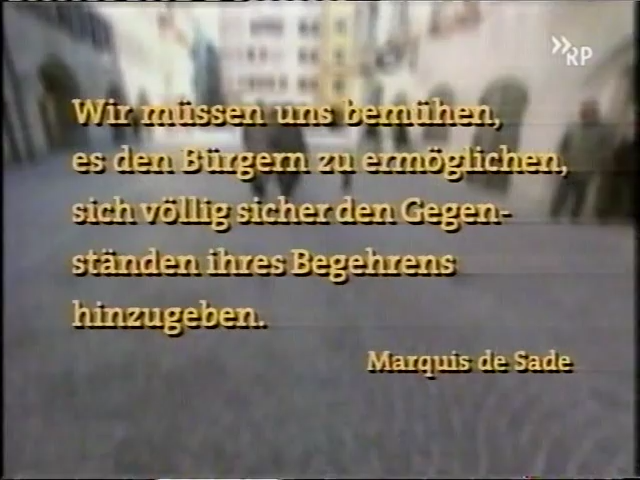 »RP
Wir müssen uns bemühen,
es den Bürgern zu ermöglichen,
sich völlig sicher den Gegen-
ständen ihres Begehrens
hinzugeben.
Marquis de Sade